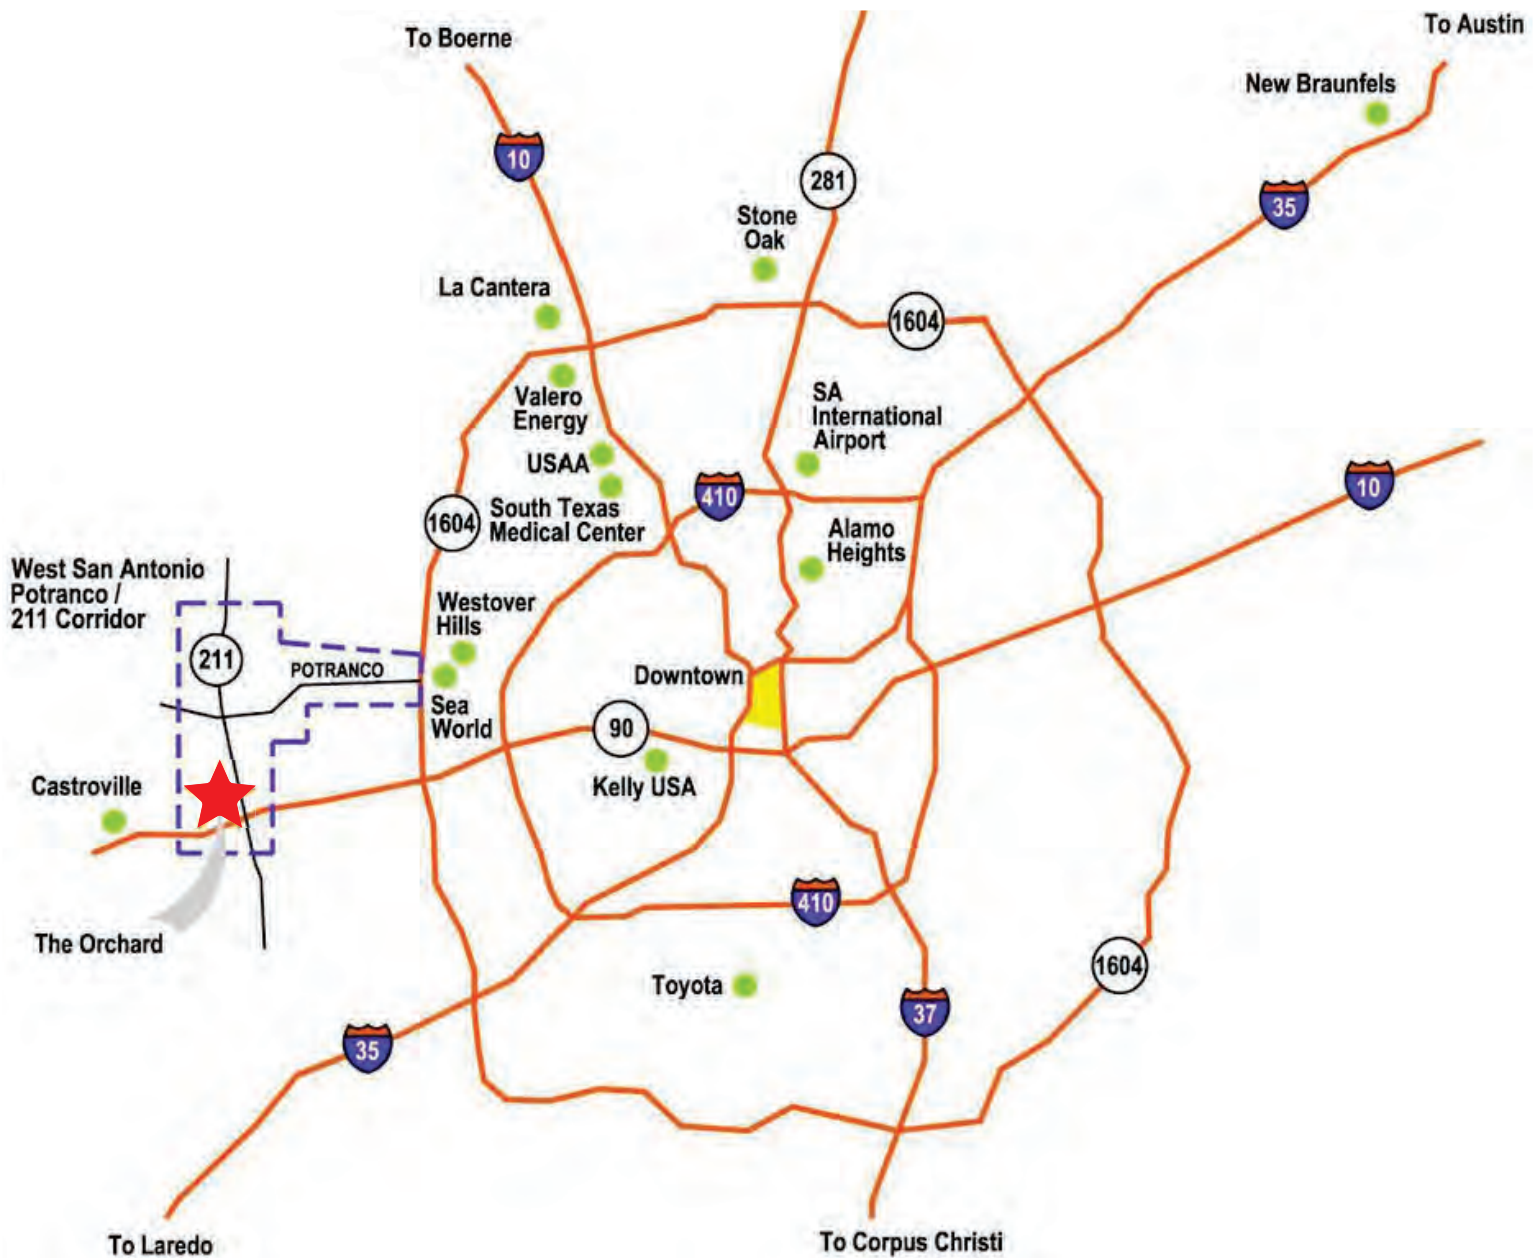 To Boerne
To Austin
New Braunfels
10
281
35
Stone
Oak
La Cantera
1604
Valero
Energy
SA
International
Airport
USAA
410
10
1604
South Texas
Medical Center
Alamo
Heights
West San Antonio
Potranco /
211 Corridor
Westover
Hills
211
POTRANCO
Downtown
Sea
World
90
Castroville
Kelly USA
410
The Orchard
1604
Toyota
37
35
To Laredo
To Corpus Christi